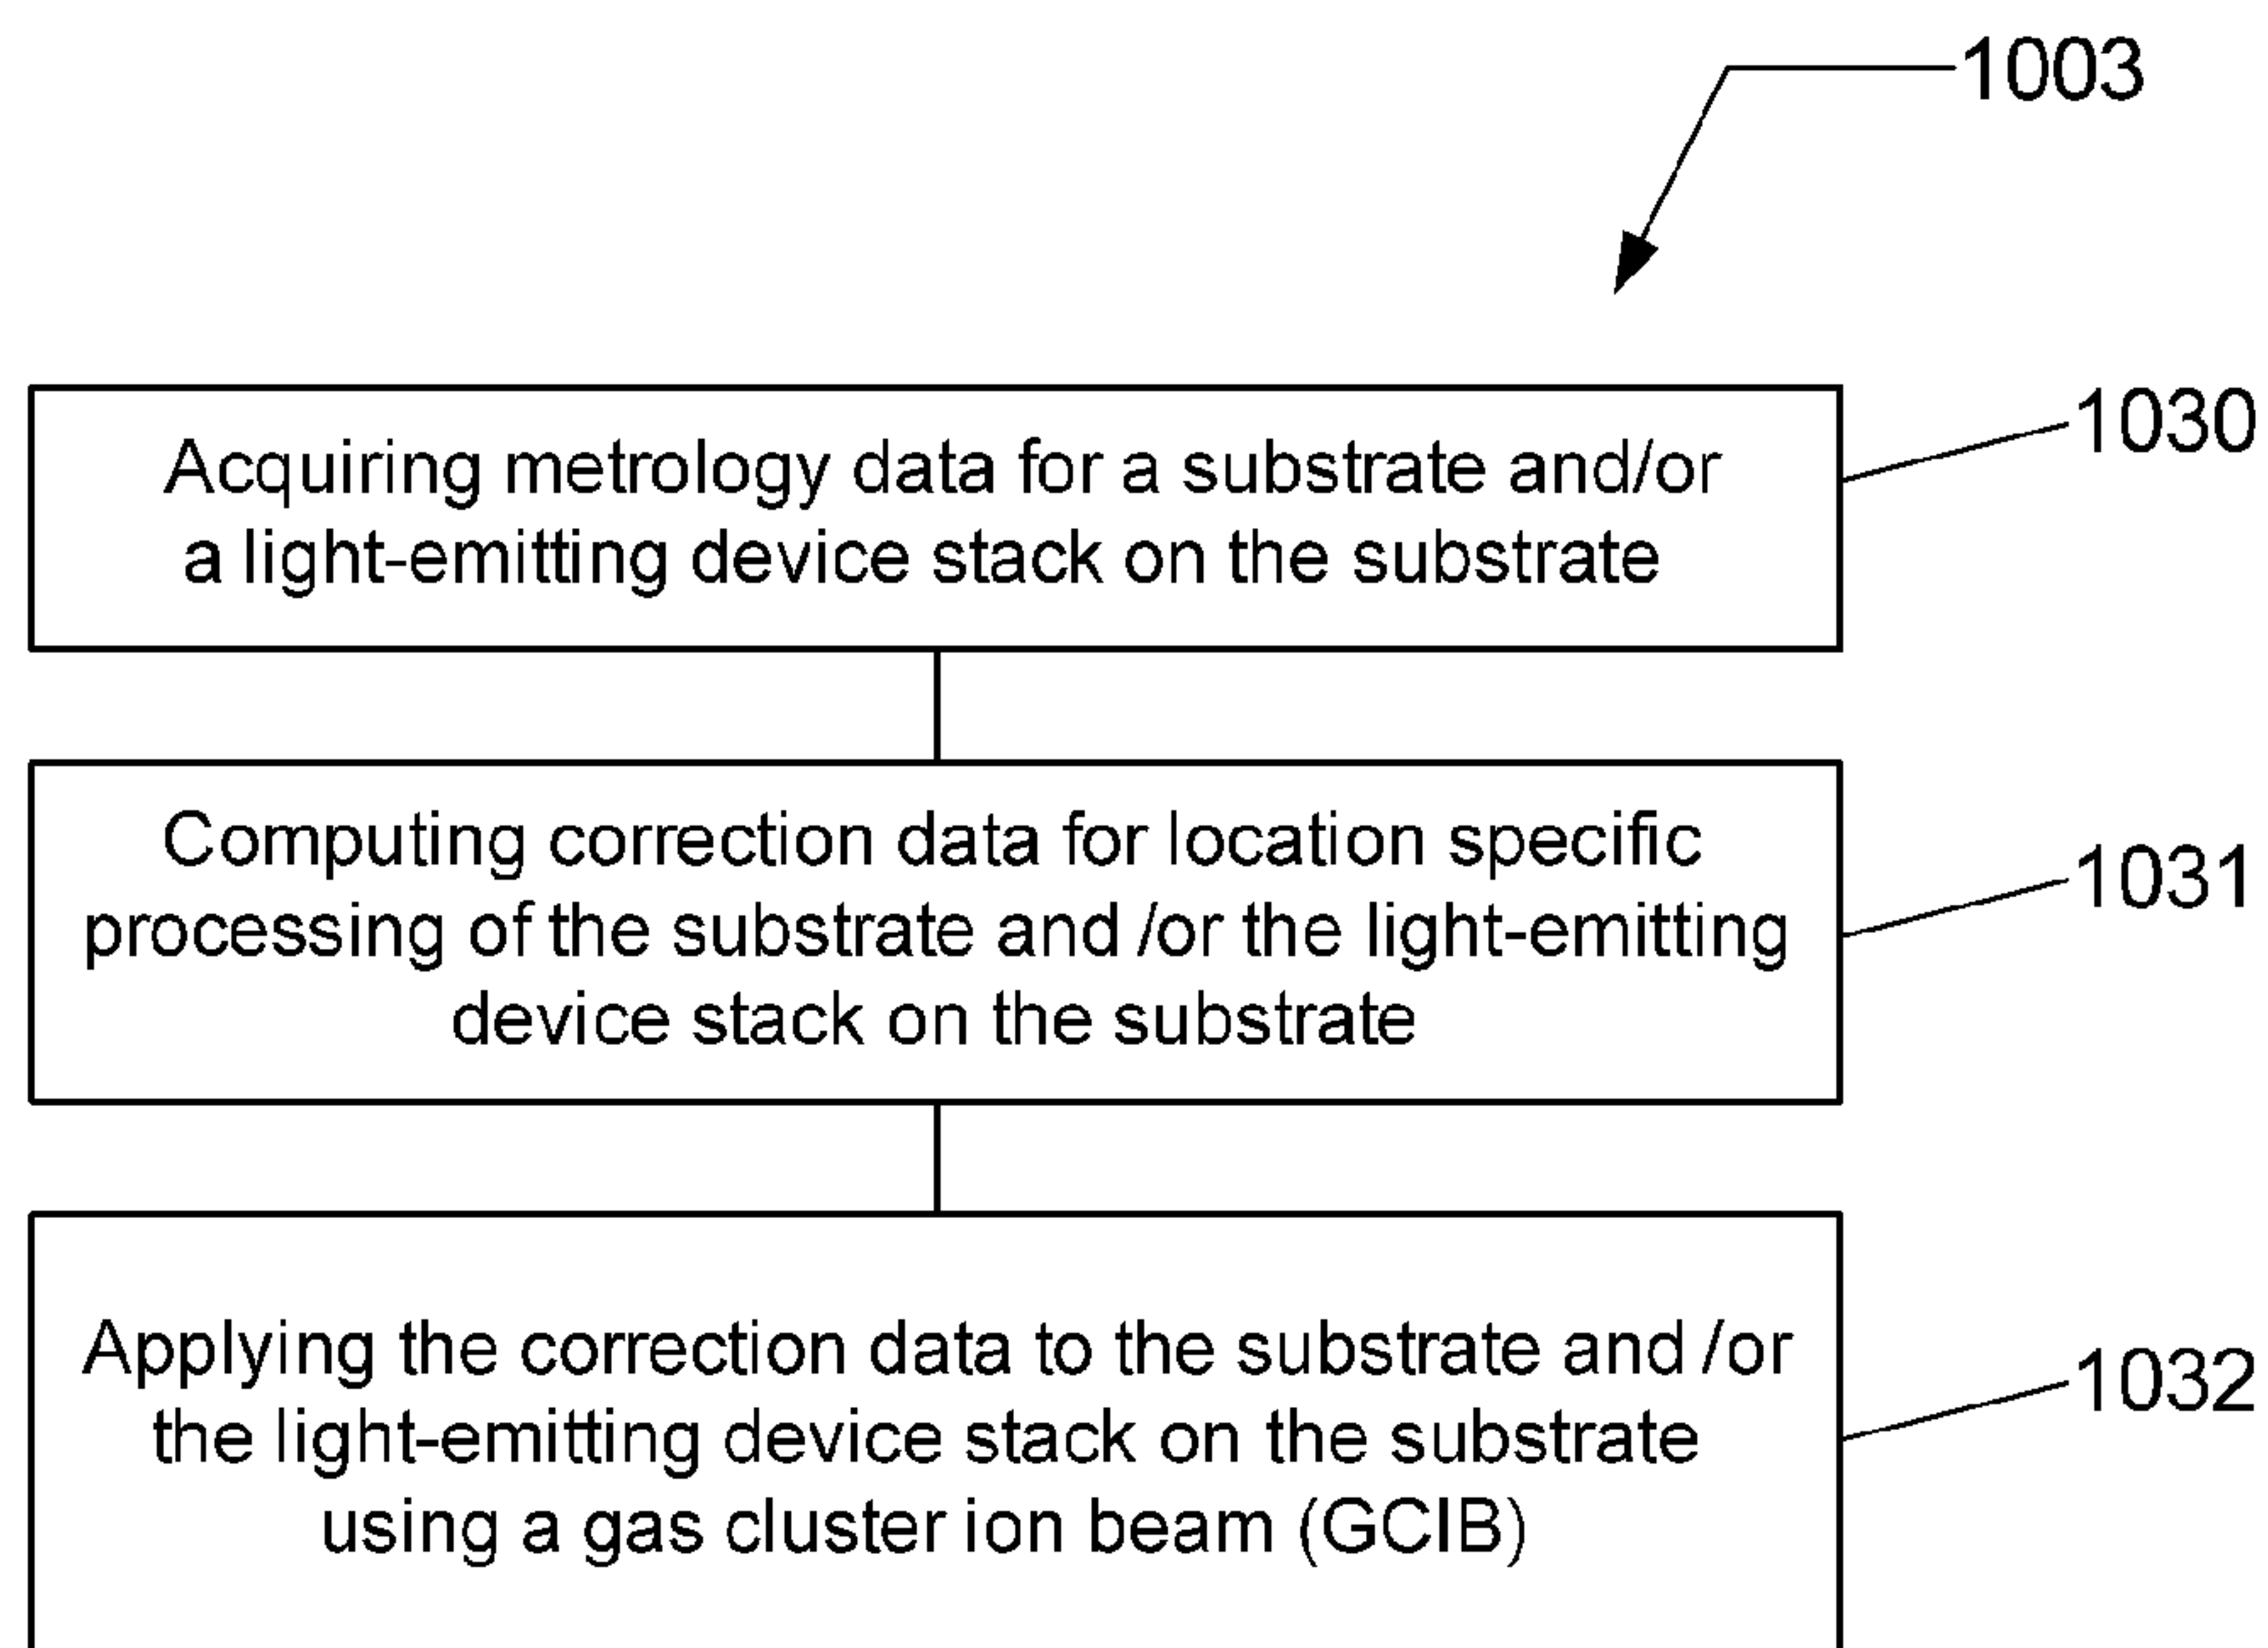 1003
1030
Acquiring metrology data for a substrate and/or
a light-emitting device stack on the substrate
Computing correction data for location specific
1031
processing of the substrate and /or the light-emitting
device stack on the substrate
Applying the correction data to the substrate and /or
1032
the light-emitting device stack on the substrate
using a gas cluster ion beam (GCIB)